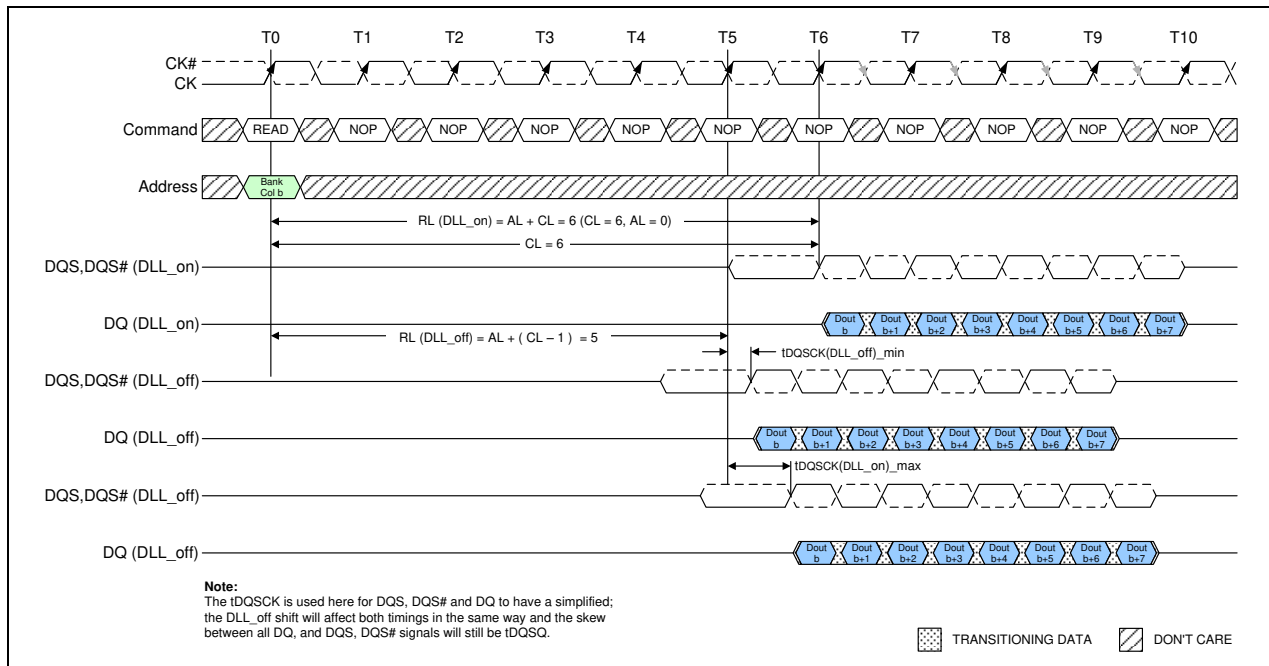 T0 T1 T2 T3 T4 T5 T6 T7 T8 T9 T10
CK#
CK
Command READ NOP NOP NOP NOP NOP NOP NOP NOP NOP NOP
Address Bank
Col b
RL (DLL_on) = AL + CL = 6 (CL = 6, AL = 0)
CL = 6
DQS,DQS# (DLL_on)
DQ (DLL_on) Dout b Dout b+1 Dout b+2 Dout b+3 Dout b+4 Dout b+5 Dout b+6 Dout b+7
RL (DLL_off) = AL + ( CL – 1 ) = 5
tDQSCK(DLL_off)_min
DQS,DQS# (DLL_off)
DQ (DLL_off) Dout b Dout b+1 Dout b+2 Dout b+3 Dout b+4 Dout b+5 Dout b+6 Dout b+7
tDQSCK(DLL_on)_max
DQS,DQS# (DLL_off)
DQ (DLL_off) Dout b Dout b+1 Dout b+2 Dout b+3 Dout b+4 Dout b+5 Dout b+6 Dout b+7
Note:
The tDQSCK is used here for DQS, DQS# and DQ to have a simplified;
the DLL_off shift will affect both timings in the same way and the skew
between all DQ, and DQS, DQS# signals will still be tDQSQ.
TRANSITIONING DATA DON'T CARE